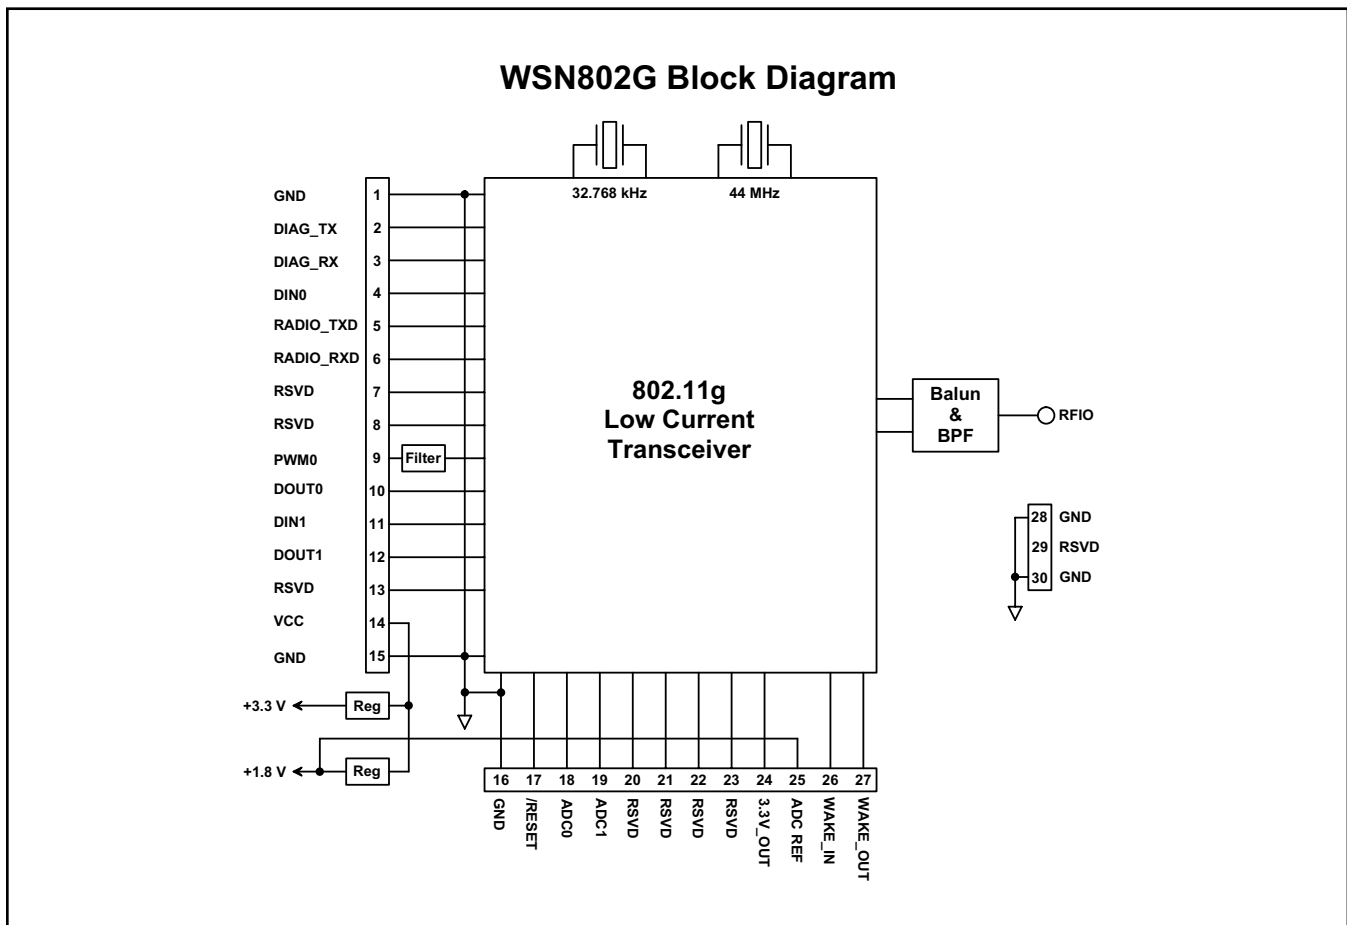 WSN802G Block Diagram
32.768 kHz
44 MHz
GND 1
DIAG_TX 2
DIAG_RX 3
DIN0 4
RADIO_TXD 5
RADIO_RXD 6
RSVD 7
RSVD 8
PWM0 9 Filter
DOUT0 10
DIN1 11
DOUT1 12
RSVD 13
VCC 14
GND 15
802.11g
Low Current
Transceiver
Balun
&
BPF
RFIO
28 GND
29 RSVD
30 GND
+3.3 V Reg
+1.8 V Reg
16 17 18 19 20 21 22 23 24 25 26 27
GND
/RESET
ADC0
ADC1
RSVD
RSVD
RSVD
RSVD
3.3V_OUT
ADC REF
WAKE_IN
WAKE_OUT